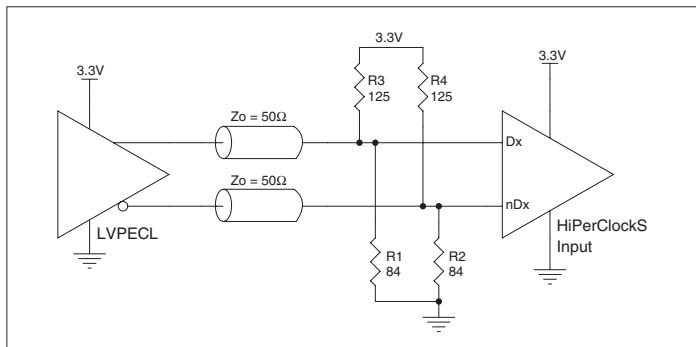 3.3V
3.3V
3.3V
R3
125
R4
125
Zo = 50Ω
Dx
Zo = 50Ω
nDx
LVPECL
HiPerClockS
Input
R1
84
R2
84